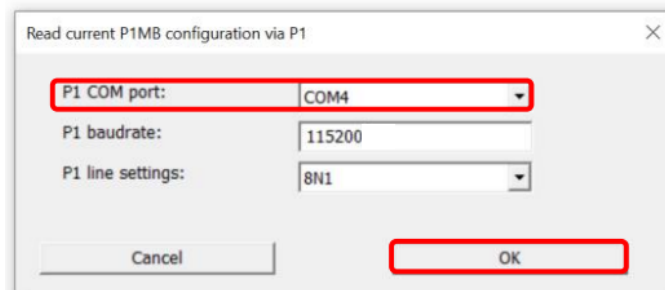 Read current P1MB configuration via P1
P1 COM port: COM4
P1 baudrate: 115200
P1 line settings: 8N1
Cancel OK